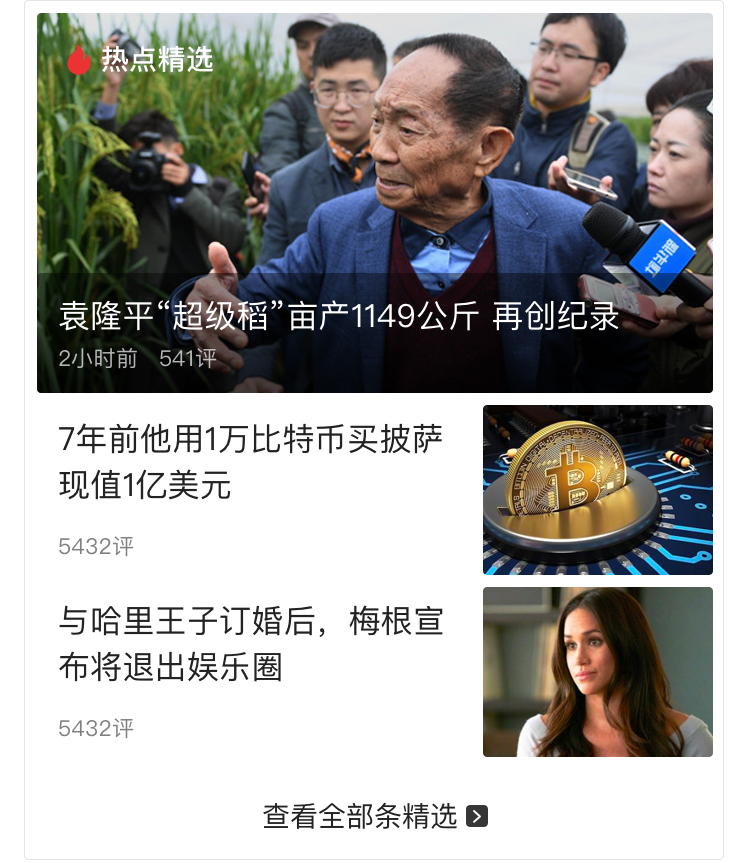 热点精选
袁隆平“超级稻”亩产1149公斤 再创纪录
2小时前 541评
7年前他用1万比特币买披萨
现值1亿美元
5432评
与哈里王子订婚后，梅根宣
布将退出娱乐圈
5432评
查看全部条精选